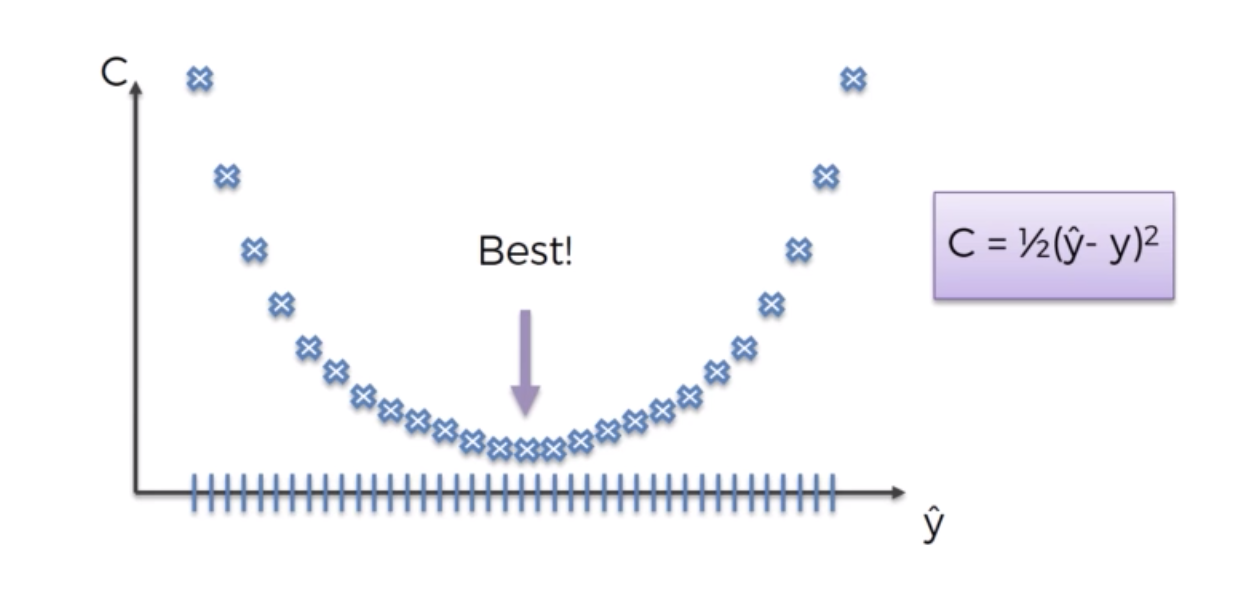 C
Best!
C = ½(ŷ- y)²
ŷ